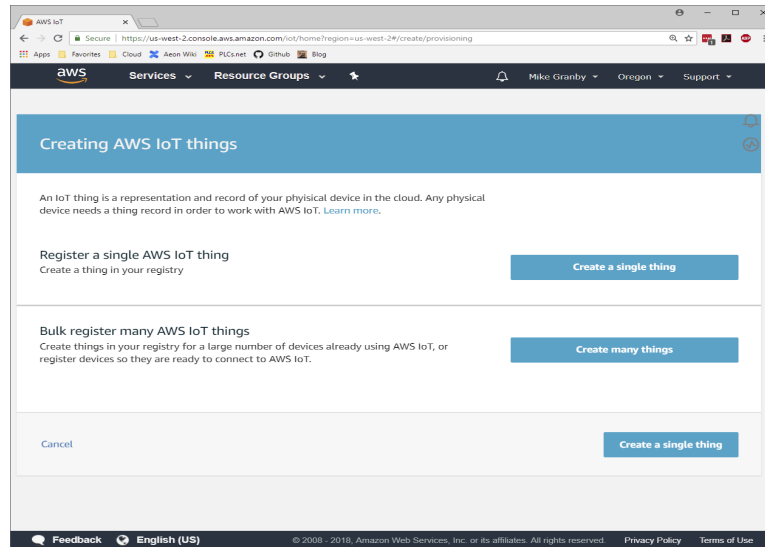 AWS IoT
Secure | https://us-west-2.console.aws.amazon.com/iot/home?region=us-west-2#/create/provisioning
Apps Favorites Cloud Aeon Wiki PLCs.net Github Blog
aws Services Resource Groups Mike Granby Oregon Support
Creating AWS IoT things
An IoT thing is a representation and record of your phyisical device in the cloud. Any physical
device needs a thing record in order to work with AWS IoT. Learn more.
Register a single AWS IoT thing
Create a thing in your registry
Create a single thing
Bulk register many AWS IoT things
Create things in your registry for a large number of devices already using AWS IoT, or
register devices so they are ready to connect to AWS IoT.
Create many things
Cancel
Create a single thing
Feedback English (US) © 2008 - 2018, Amazon Web Services, Inc. or its affiliates. All rights reserved. Privacy Policy Terms of Use